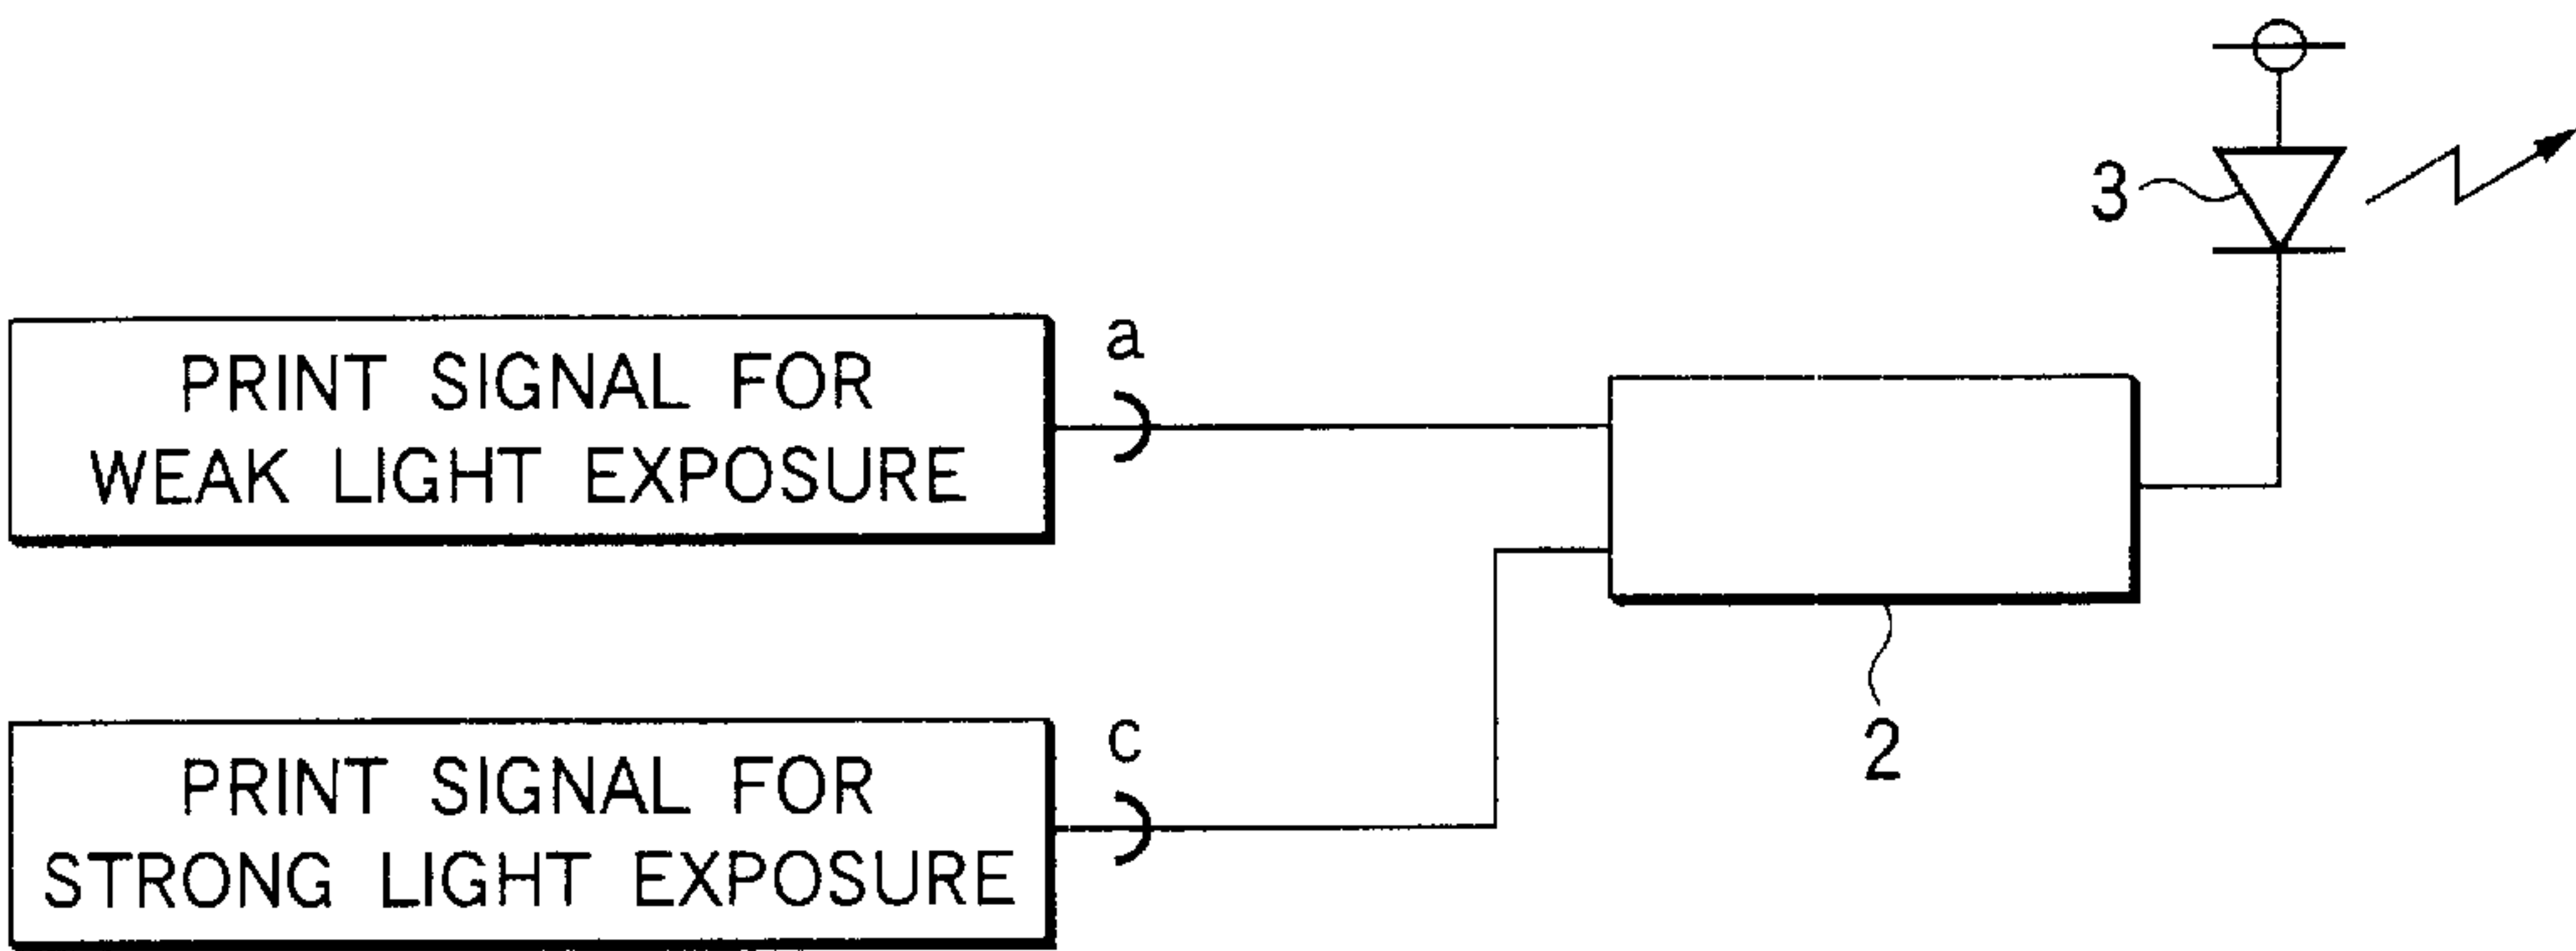 3
PRINT SIGNAL FOR
WEAK LIGHT EXPOSURE
a
2
PRINT SIGNAL FOR
STRONG LIGHT EXPOSURE
c